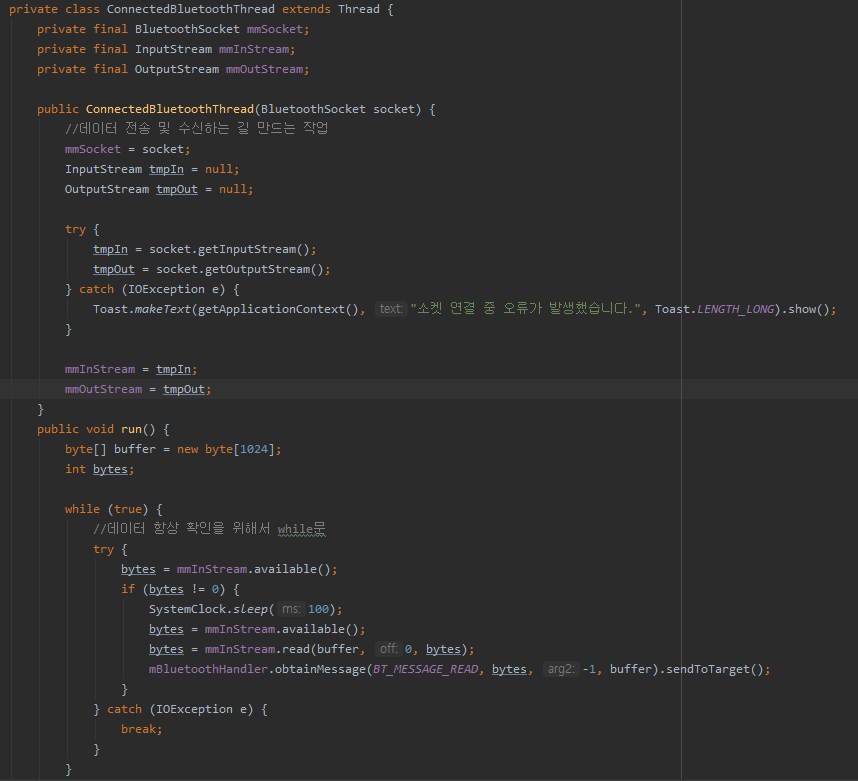 private class ConnectedBluetoothThread extends Thread {
private final BluetoothSocket mmSocket;
private final InputStream mmInStream;
private final OutputStream mmOutStream;
public ConnectedBluetoothThread(BluetoothSocket socket) {
//데이터 전송 및 수신하는 길 만드는 작업
mmSocket = socket;
InputStream tmpIn = null;
OutputStream tmpOut = null;
try {
tmpIn = socket.getInputStream();
tmpOut = socket.getOutputStream();
} catch (IOException e) {
Toast.makeText(getApplicationContext(), text: "소켓 연결 중 오류가 발생했습니다.", Toast.LENGTH_LONG).show();
}
mmInStream = tmpIn;
mmOutStream = tmpOut;
}
public void run() {
byte[] buffer = new byte[1024];
int bytes;
while (true) {
//데이터 항상 확인을 위해서 while문
try {
bytes = mmInStream.available();
if (bytes != 0) {
SystemClock.sleep( ms: 100);
bytes = mmInStream.available();
bytes = mmInStream.read(buffer, off: 0, bytes);
mBluetoothHandler.obtainMessage(BT_MESSAGE_READ, bytes, arg2: -1, buffer).sendToTarget();
}
} catch (IOException e) {
break;
}
}